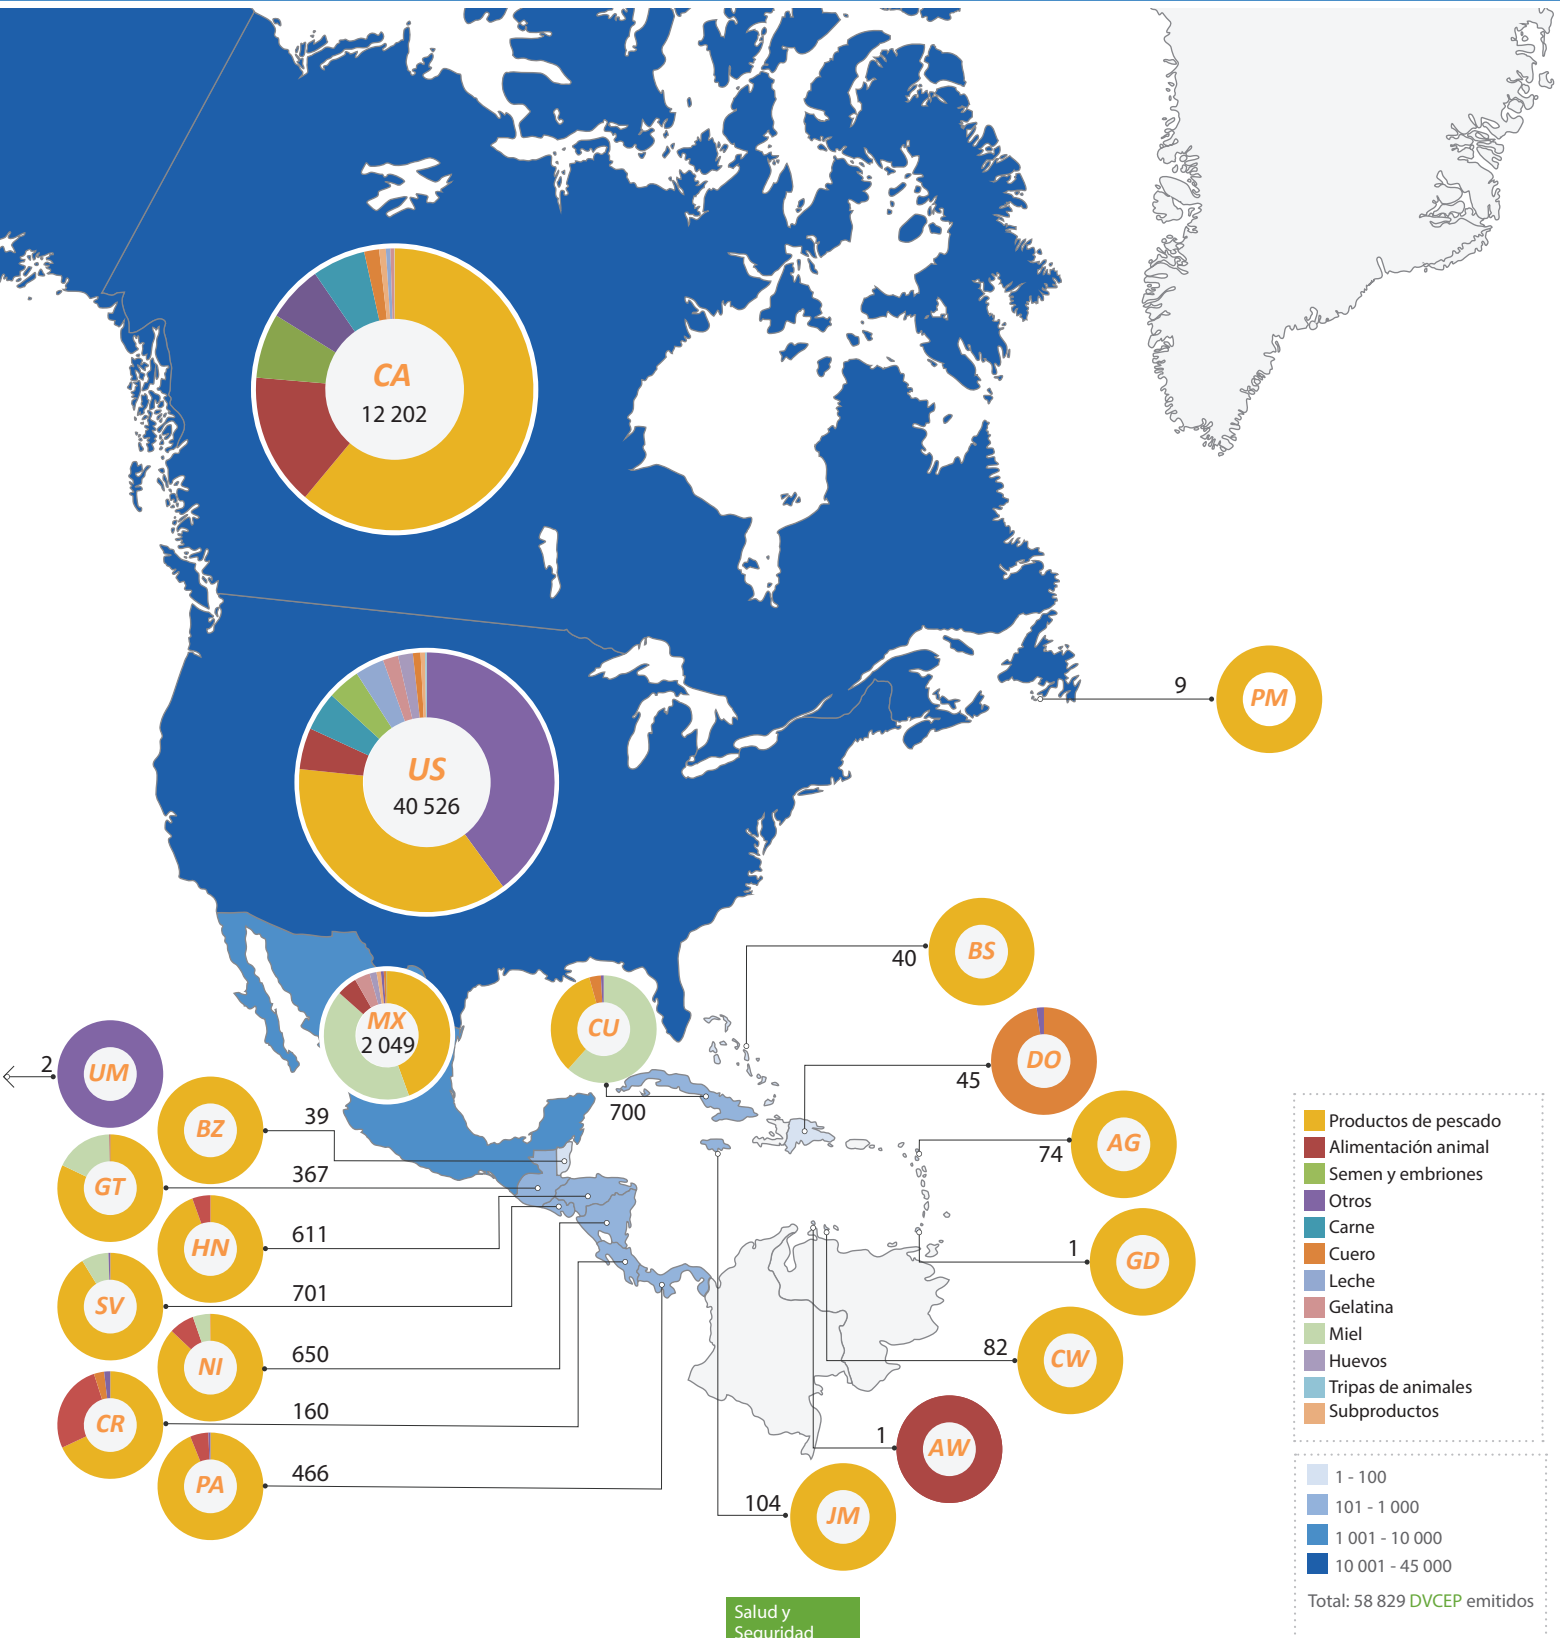 CA
12 202
US
40 526
9
PM
40
BS
MX
2 049
CU
700
45
DO
2
UM
39
BZ
74
AG
367
GT
611
HN
1
GD
701
SV
650
NI
82
CW
160
CR
1
AW
466
PA
104
JM
Productos de pescado
Alimentación animal
Semen y embriones
Otros
Carne
Cuero
Leche
Gelatina
Miel
Huevos
Tripas de animales
Subproductos
1 - 100
101 - 1 000
1 001 - 10 000
10 001 - 45 000
Total: 58 829 DVCEP emitidos
Salud y
Seguridad